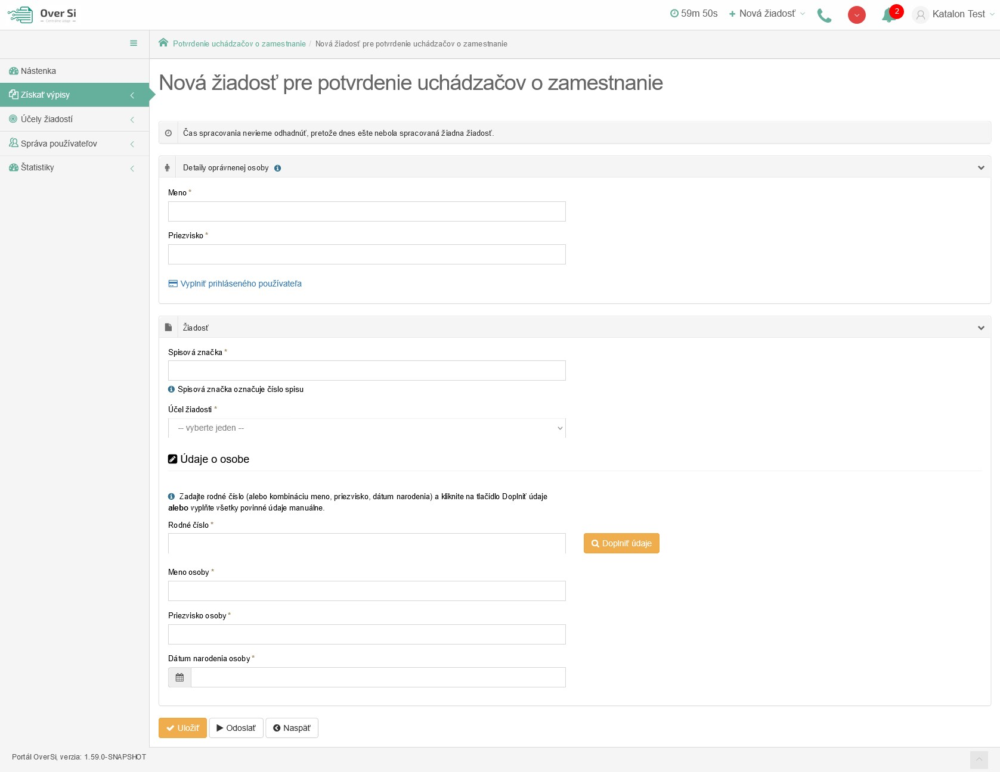 Over Si
Centrálne údaje
59m 50s
Nová žiadosť
2
Katalon Test
Potvrdenie uchádzačov o zamestnanie / Nová žiadosť pre potvrdenie uchádzačov o zamestnanie
Nástenka
Získať výpisy
Účely žiadostí
Správa používateľov
Štatistiky
Nová žiadosť pre potvrdenie uchádzačov o zamestnanie
Čas spracovania nevieme odhadnúť, pretože dnes ešte nebola spracovaná žiadna žiadosť.
Detaily oprávnenej osoby
Meno *
Priezvisko *
Vyplniť prihláseného používateľa
Žiadosť
Spisová značka *
Spisová značka označuje číslo spisu
Účel žiadosti *
-- vyberte jeden --
Údaje o osobe
Zadajte rodné číslo (alebo kombináciu meno, priezvisko, dátum narodenia) a kliknite na tlačidlo Doplniť údaje
alebo vyplňte všetky povinné údaje manuálne.
Rodné číslo *
Doplniť údaje
Meno osoby *
Priezvisko osoby *
Dátum narodenia osoby *
Uložiť
Odoslať
Naspäť
Portál OverSi, verzia: 1.59.0-SNAPSHOT